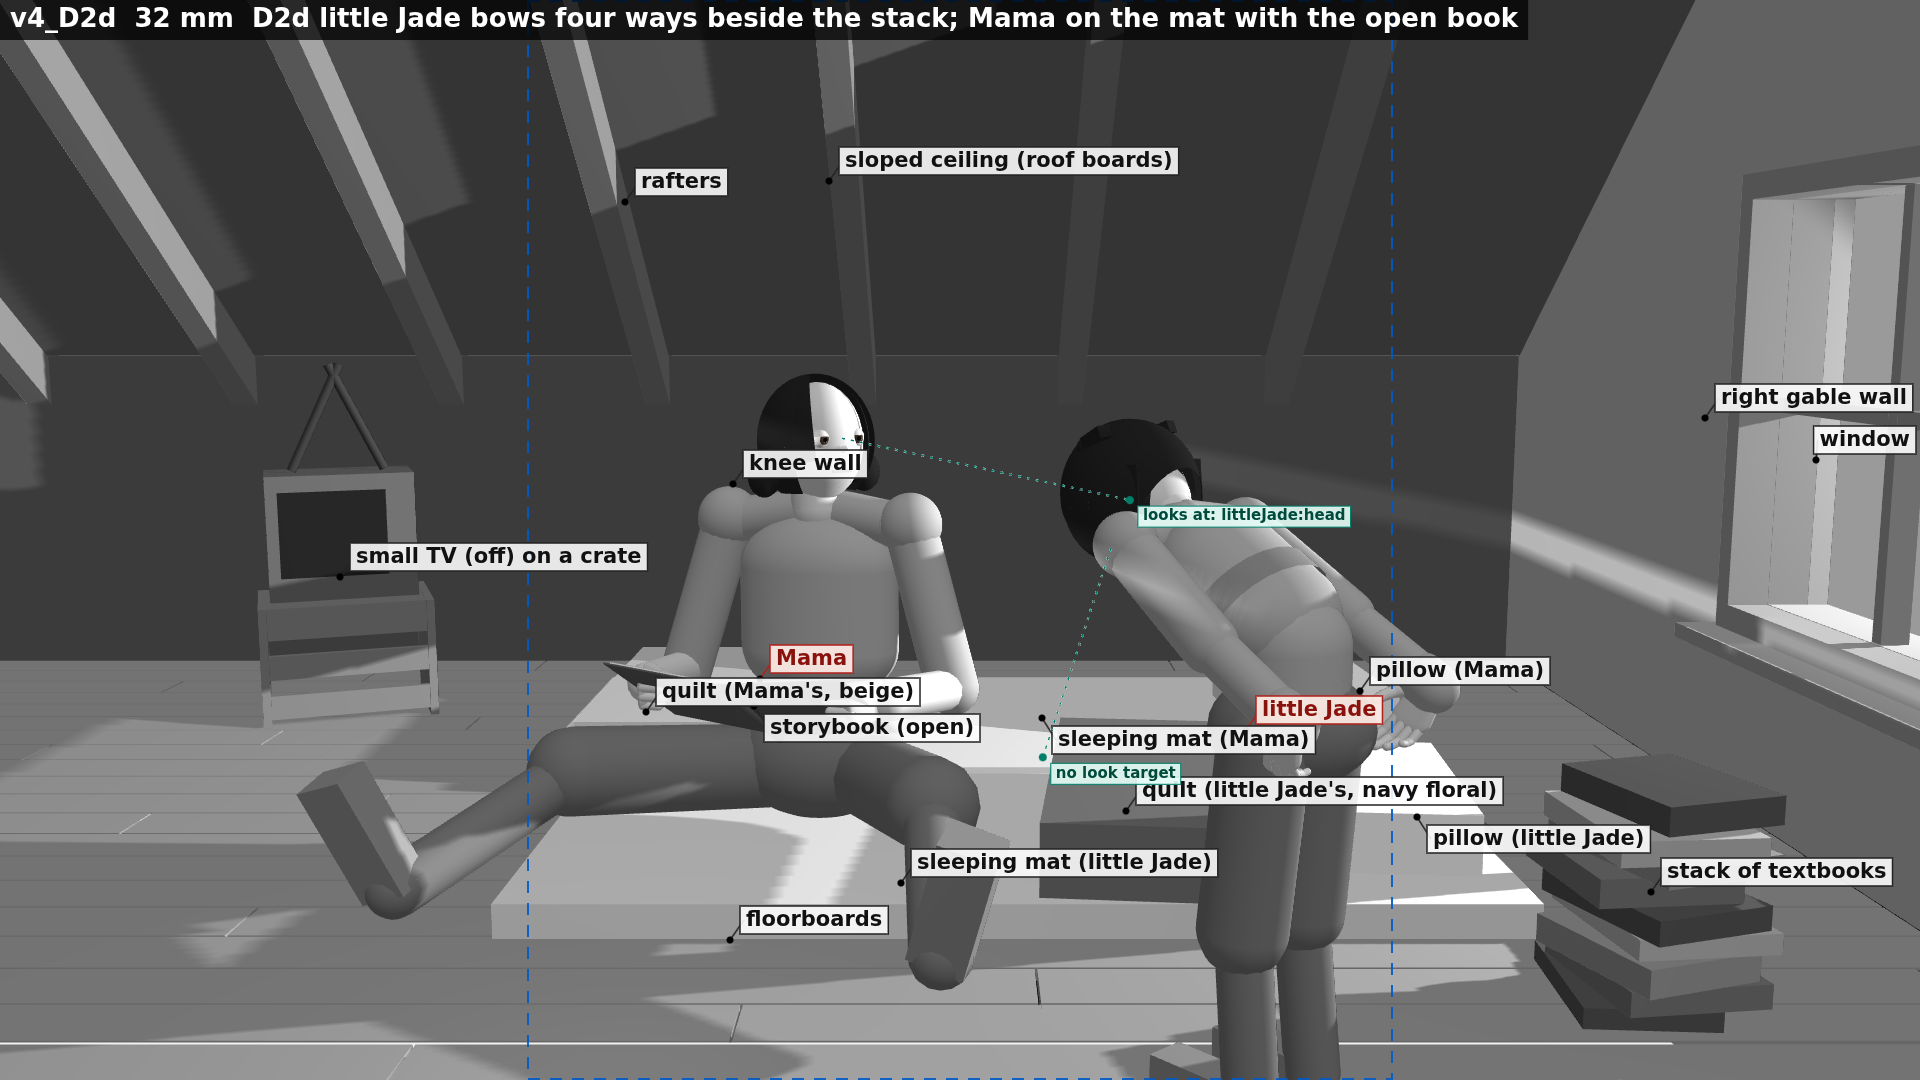 v4_D2d 32 mm D2d little Jade bows four ways beside the stack; Mama on the mat with the open book
sloped ceiling (roof boards)
rafters
right gable wall
window
knee wall
looks at: littleJade:head
small TV (off) on a crate
Mama
pillow (Mama)
quilt (Mama's, beige)
little Jade
storybook (open)
sleeping mat (Mama)
no look target
quilt (little Jade's, navy floral)
pillow (little Jade)
sleeping mat (little Jade)
stack of textbooks
floorboards